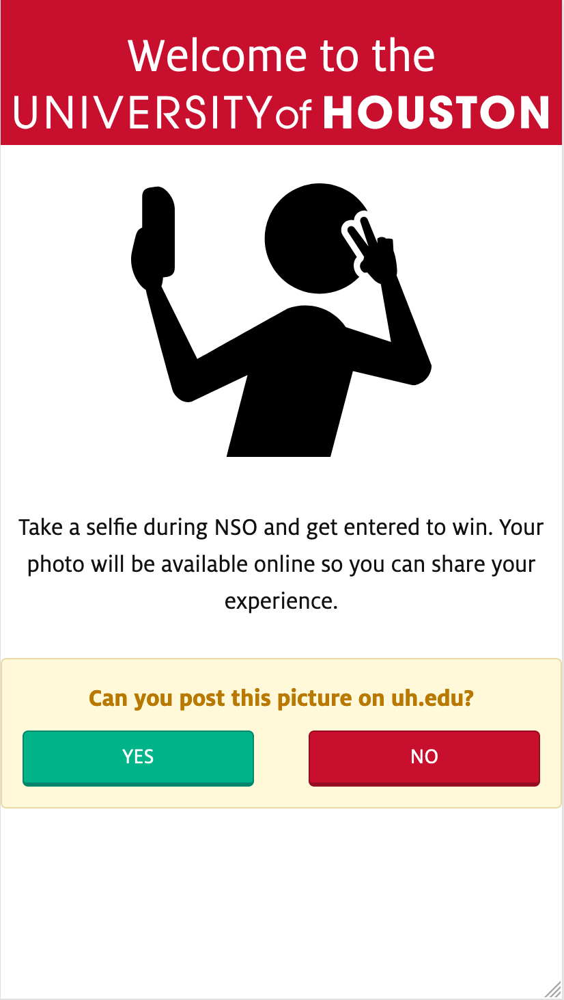 Welcome to the
UNIVERSITY of HOUSTON
Take a selfie during NSO and get entered to win. Your
photo will be available online so you can share your
experience.
Can you post this picture on uh.edu?
YES
NO